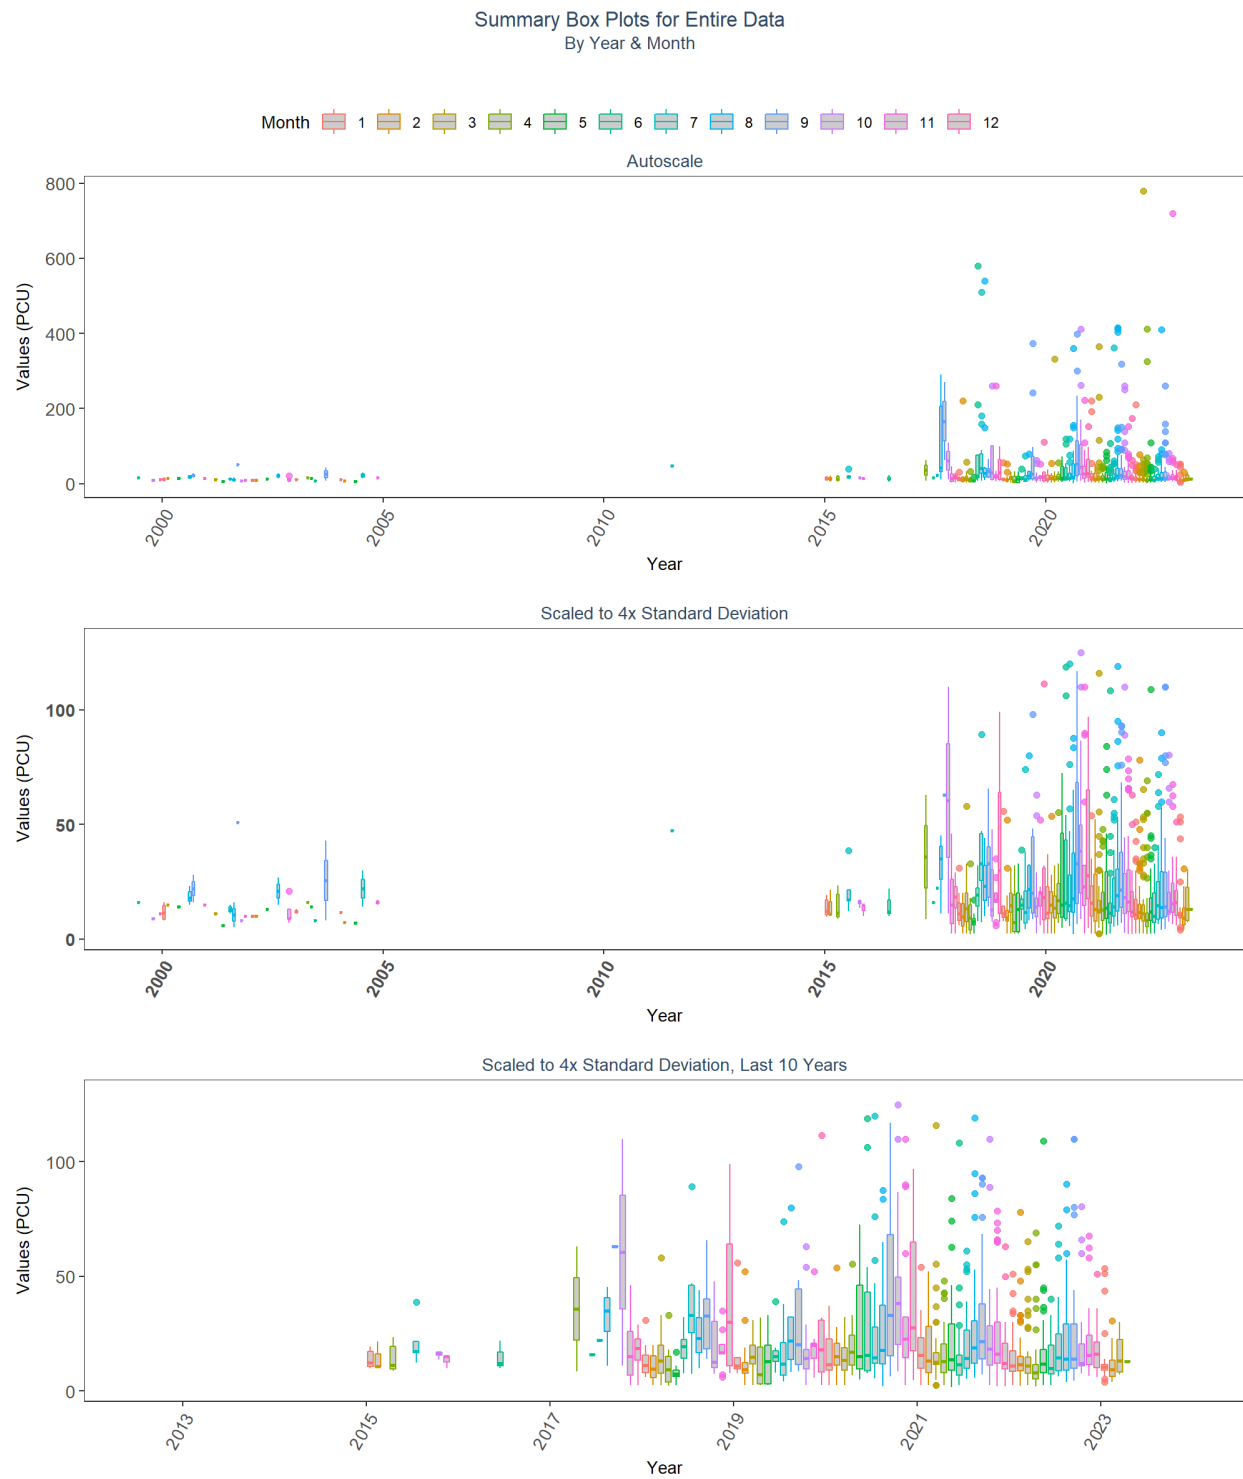 Summary Box Plots for Entire Data
By Year & Month
Month 1 2 3 4 5 6 7 8 9 10 11 12
Autoscale
800
600
400
200
0
Values (PCU)
2000 2005 2010 2015 2020
Year
Scaled to 4x Standard Deviation
100
50
0
Values (PCU)
2000 2005 2010 2015 2020
Year
Scaled to 4x Standard Deviation, Last 10 Years
100
50
0
Values (PCU)
2013 2015 2017 2019 2021 2023
Year